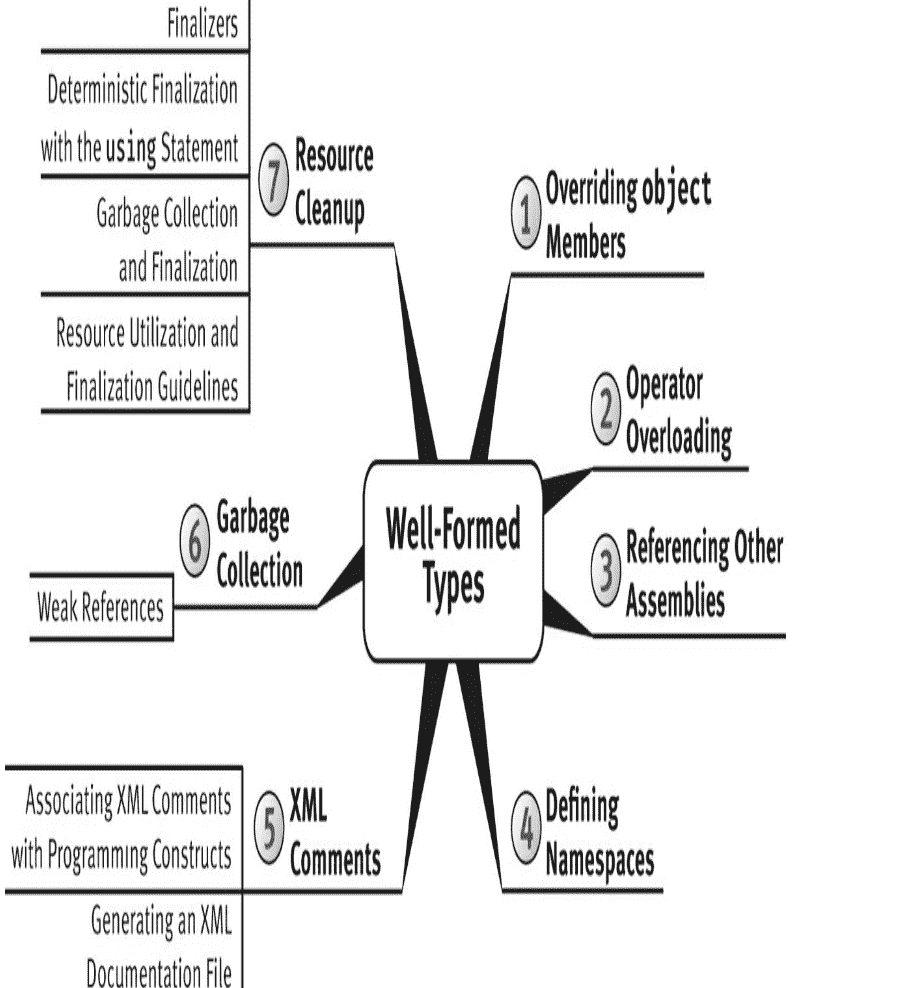 Finalizers
Deterministic Finalization
with the using Statement
Garbage Collection
and Finalization
Resource Utilization and
Finalization Guidelines
7 Resource
Cleanup
1 Overriding object
Members
2 Operator
Overloading
3 Referencing Other
Assemblies
Well-Formed
Types
6 Garbage
Collection
Weak References
5 XML
Comments
Associating XML Comments
with Programming Constructs
Generating an XML
Documentation File
4 Defining
Namespaces